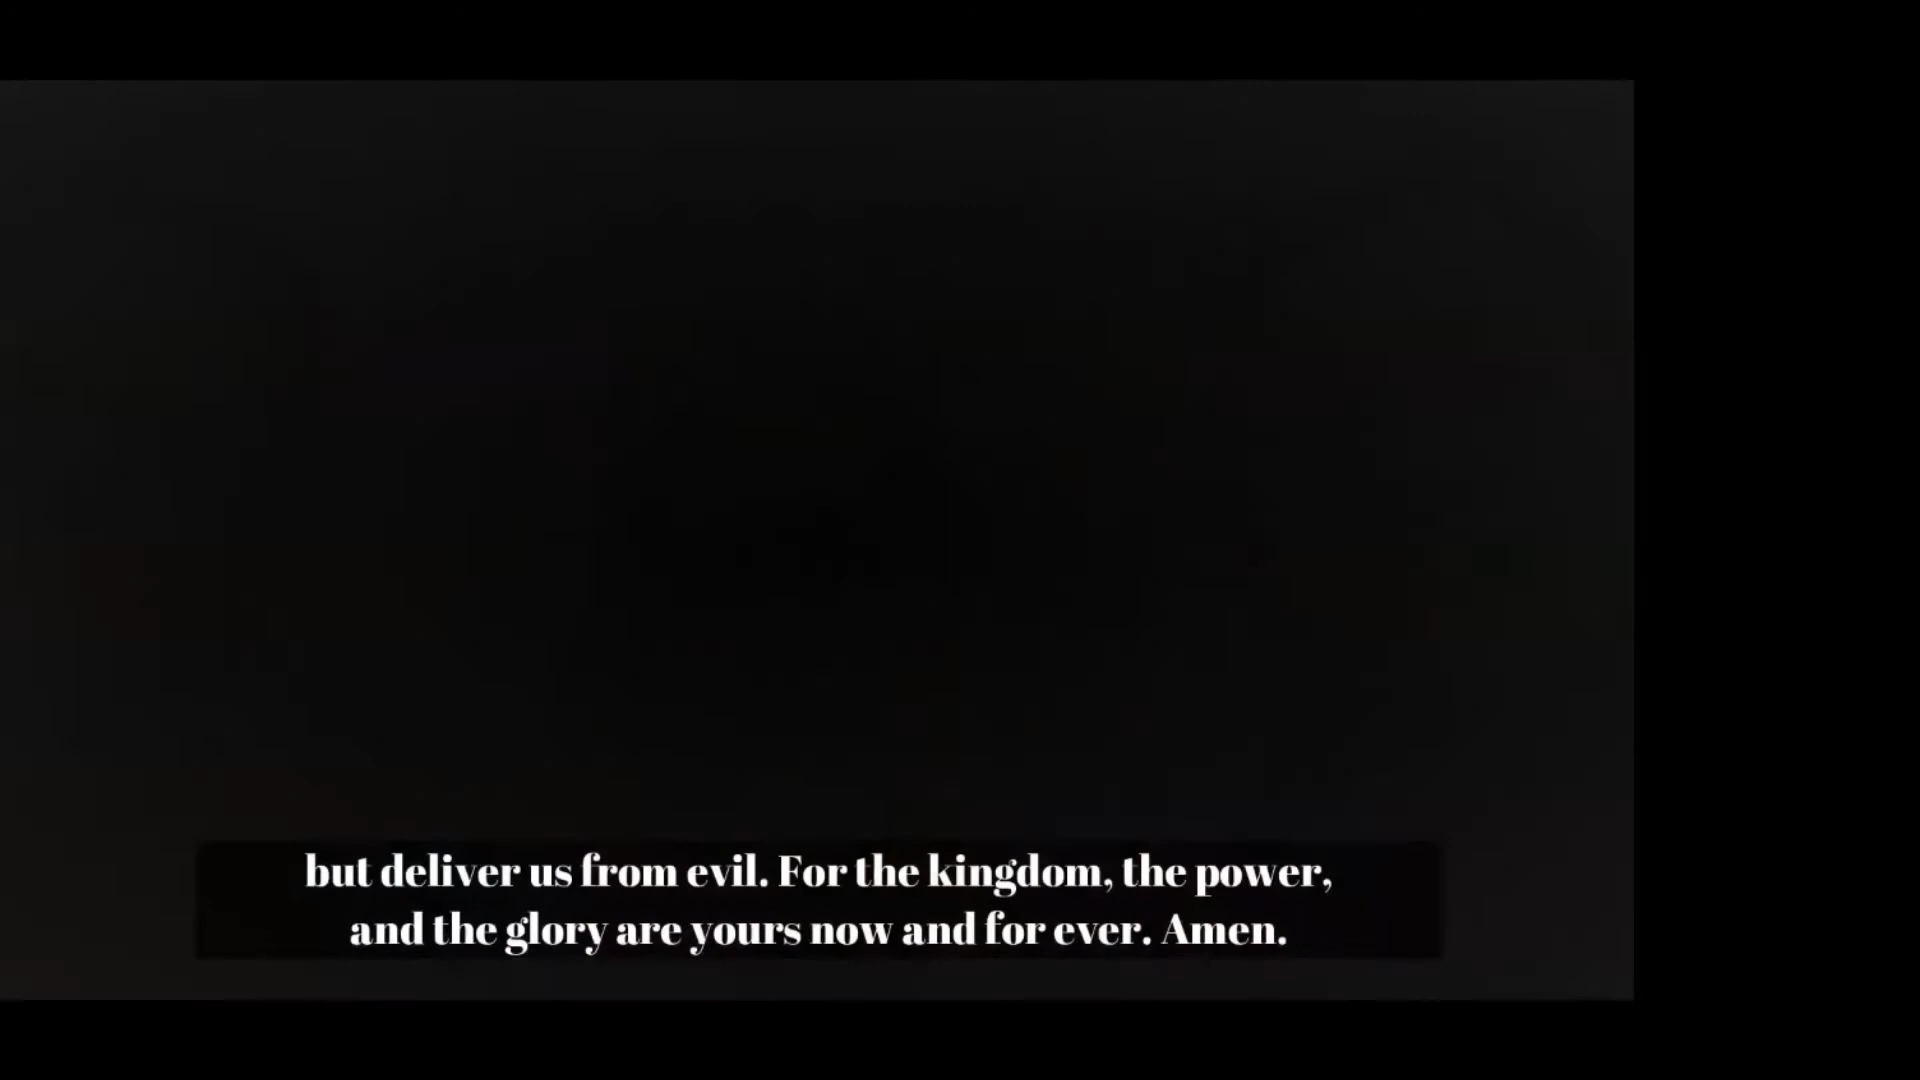 but deliver us from evil. For the kingdom, the power,
and the glory are yours now and for ever. Amen.